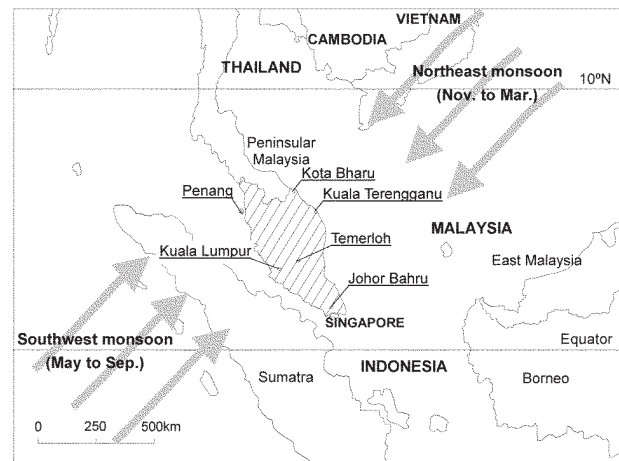 VIETNAM
CAMBODIA
THAILAND
Northeast monsoon
(Nov. to Mar.)
10ºN
Peninsular
Malaysia
Kota Bharu
Penang
Kuala Terengganu
MALAYSIA
Temerloh
Kuala Lumpur
East Malaysia
Johor Bahru
SINGAPORE
Southwest monsoon
(May to Sep.)
Equator
INDONESIA
Sumatra
Borneo
0 250 500km